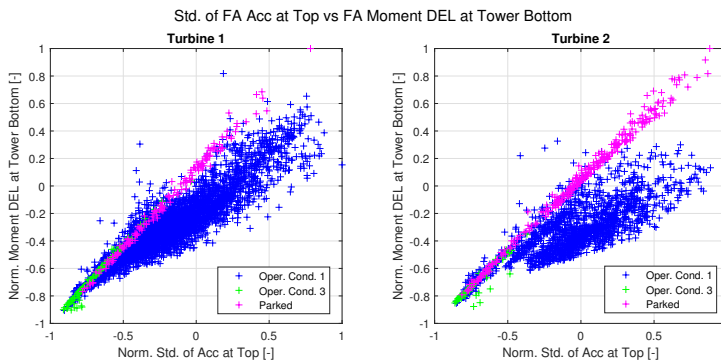 Std. of FA Acc at Top vs FA Moment DEL at Tower Bottom
Turbine 1
Norm. Moment DEL at Tower Bottom [-]
1
0.8
0.6
0.4
0.2
0
-0.2
-0.4
-0.6
-0.8
-1
-1
-0.5
0
0.5
1
Norm. Std. of Acc at Top [-]
Oper. Cond. 1
Oper. Cond. 3
Parked
Turbine 2
Norm. Moment DEL at Tower Bottom [-]
1
0.8
0.6
0.4
0.2
0
-0.2
-0.4
-0.6
-0.8
-1
-1
-0.5
0
0.5
Norm. Std. of Acc at Top [-]
Oper. Cond. 1
Oper. Cond. 3
Parked